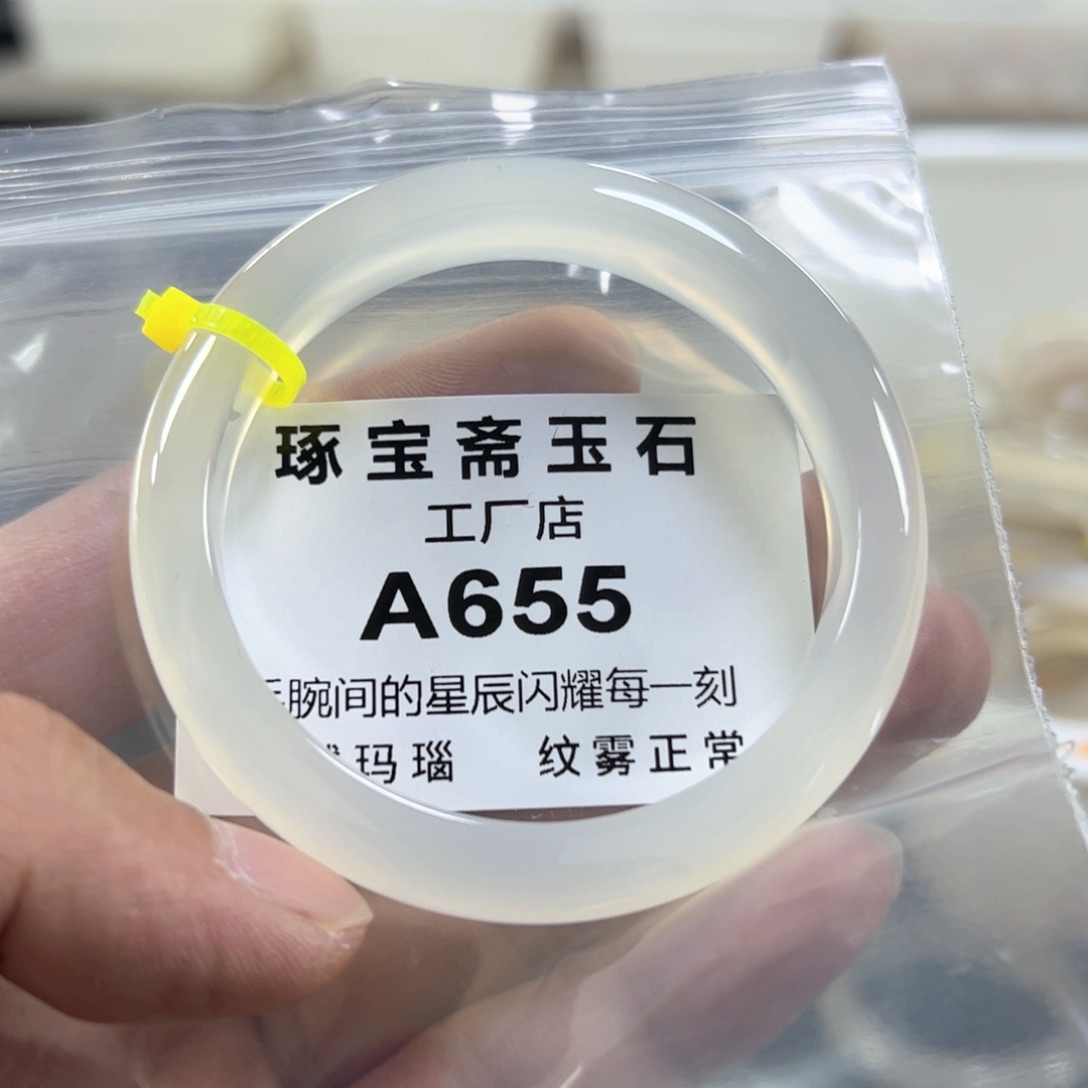 琢宝斋玉石
工厂店
A655
腕间的星辰闪耀每一刻
玛瑙 纹雾正常